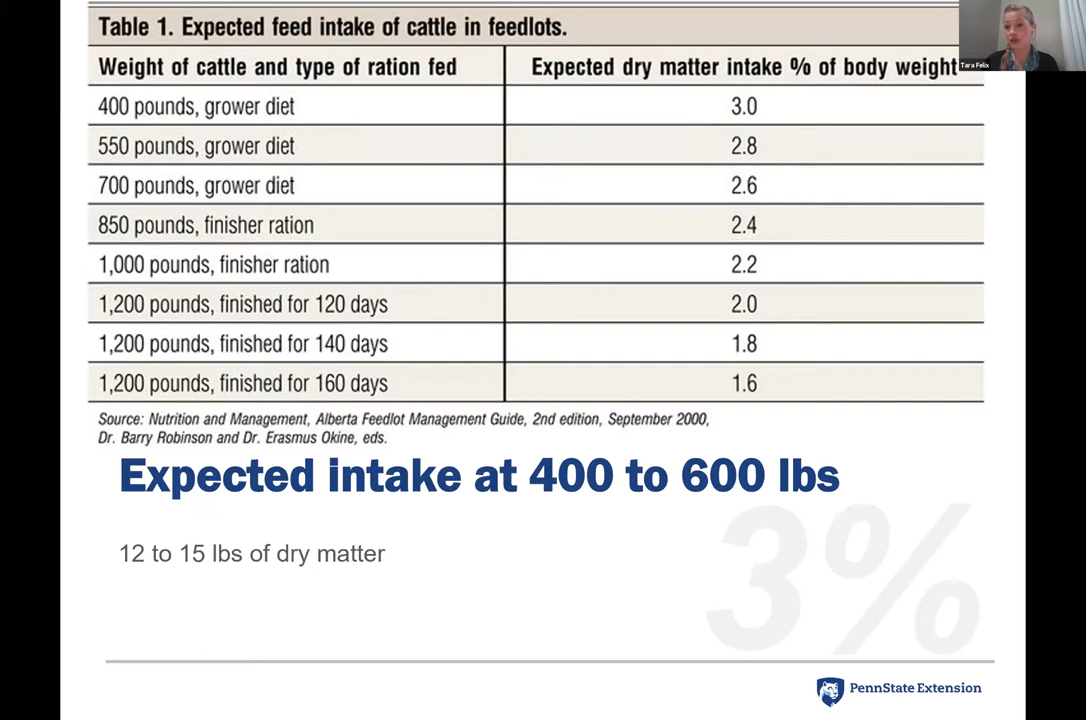 Table 1. Expected feed intake of cattle in feedlots.
Weight of cattle and type of ration fed Expected dry matter intake % of body weight
400 pounds, grower diet 3.0
550 pounds, grower diet 2.8
700 pounds, grower diet 2.6
850 pounds, finisher ration 2.4
1,000 pounds, finisher ration 2.2
1,200 pounds, finished for 120 days 2.0
1,200 pounds, finished for 140 days 1.8
1,200 pounds, finished for 160 days 1.6
Source: Nutrition and Management, Alberta Feedlot Management Guide, 2nd edition, September 2000,
Dr. Barry Robinson and Dr. Erasmus Okine, eds.
Tara Felix
Expected intake at 400 to 600 lbs
12 to 15 lbs of dry matter
3%
PennState Extension